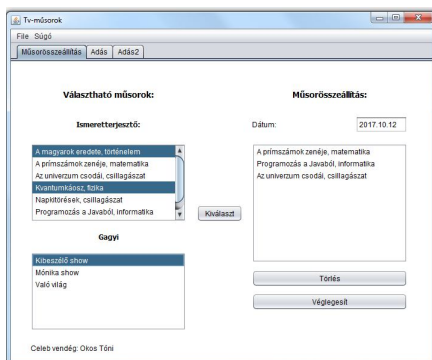 Tv-műsorok
File Súgó
Műsorösszeállítás Adás Adás2
Választható műsorok:
Ismeretterjesztő:
A magyarok eredete, történelem
A prímszámok zenéje, matematika
Az univerzum csodái, csillagászat
Kvantumkáosz, fizika
Napkitörések, csillagászat
Programozás a Javaból, informatika
Gagyi
Kibeszélő show
Mónika show
Való világ
Celeb vendég: Okos Tóni
Kiválaszt
Műsorösszeállítás:
Dátum: 2017.10.12
A prímszámok zenéje, matematika
Programozás a Javaból, informatika
Az univerzum csodái, csillagászat
Törlés
Véglegesít